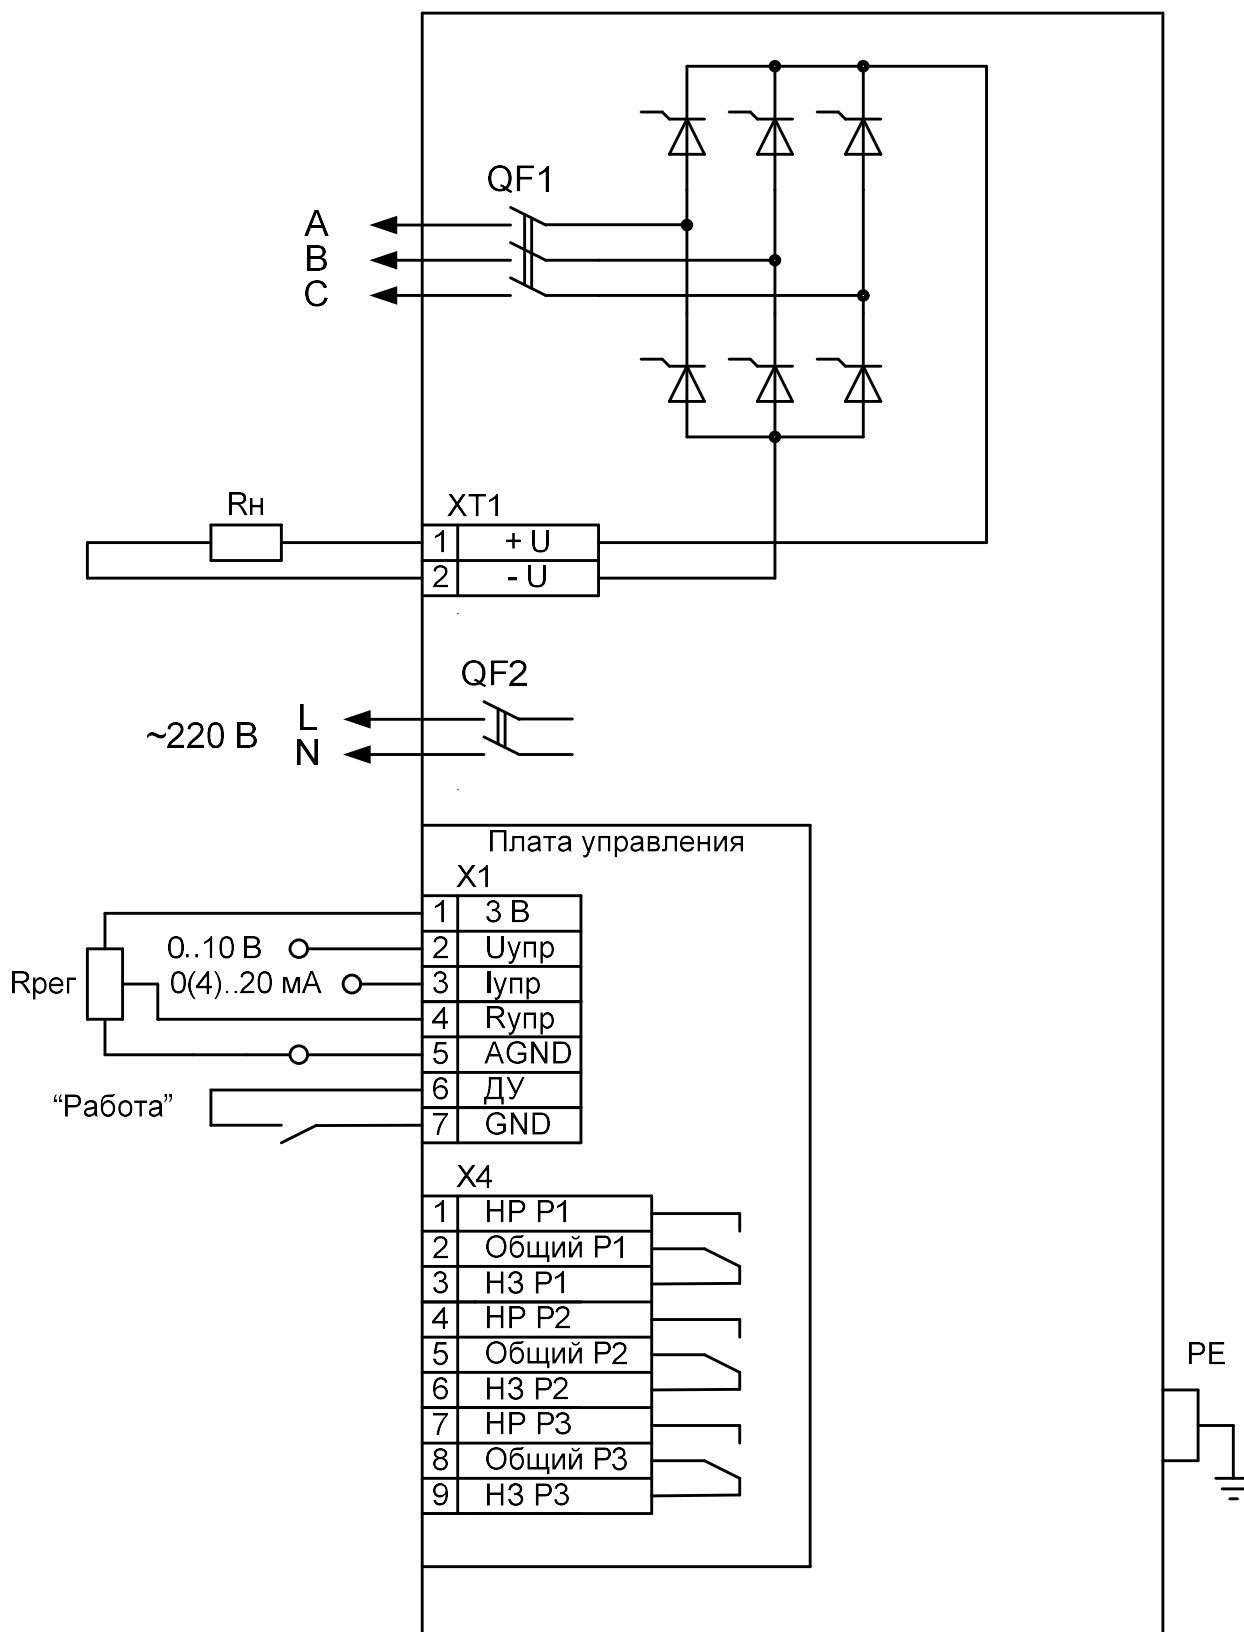 QF1
A
B
C
Rн
XT1
1 + U
2 - U
QF2
~220 В
L
N
Плата управления
X1
1 3 В
0..10 В 2 Uупр
Rрег 0(4)..20 мА 3 Iупр
4 Rупр
5 AGND
“Работа” 6 ДУ
7 GND
X4
1 НР Р1
2 Общий Р1
3 НЗ Р1
4 НР Р2
5 Общий Р2
6 НЗ Р2
7 НР Р3
8 Общий Р3
9 НЗ Р3
PE